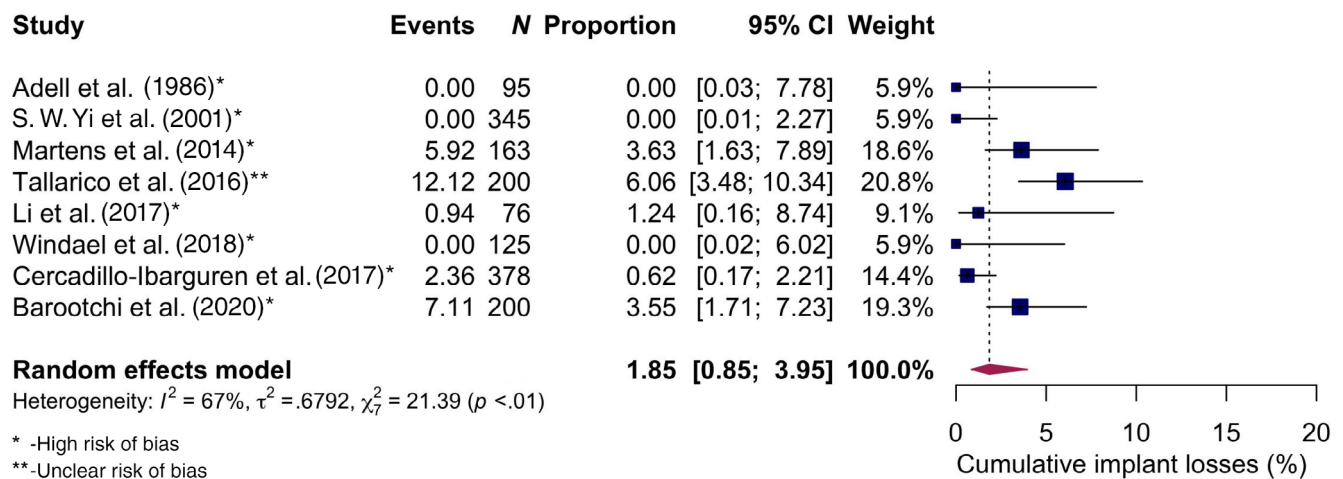 Study Events N Proportion 95% CI Weight
Adell et al. (1986)* 0.00 95 0.00 [0.03; 7.78] 5.9%
S. W. Yi et al. (2001)* 0.00 345 0.00 [0.01; 2.27] 5.9%
Martens et al. (2014)* 5.92 163 3.63 [1.63; 7.89] 18.6%
Tallarico et al. (2016)** 12.12 200 6.06 [3.48; 10.34] 20.8%
Li et al. (2017)* 0.94 76 1.24 [0.16; 8.74] 9.1%
Windael et al. (2018)* 0.00 125 0.00 [0.02; 6.02] 5.9%
Cercadillo-Ibarguren et al. (2017)* 2.36 378 0.62 [0.17; 2.21] 14.4%
Barootchi et al. (2020)* 7.11 200 3.55 [1.71; 7.23] 19.3%
Random effects model 1.85 [0.85; 3.95] 100.0%
Heterogeneity: I² = 67%, τ² =.6792, χ²₇ = 21.39 (p <.01)
* -High risk of bias
**-Unclear risk of bias
0 5 10 15 20
Cumulative implant losses (%)